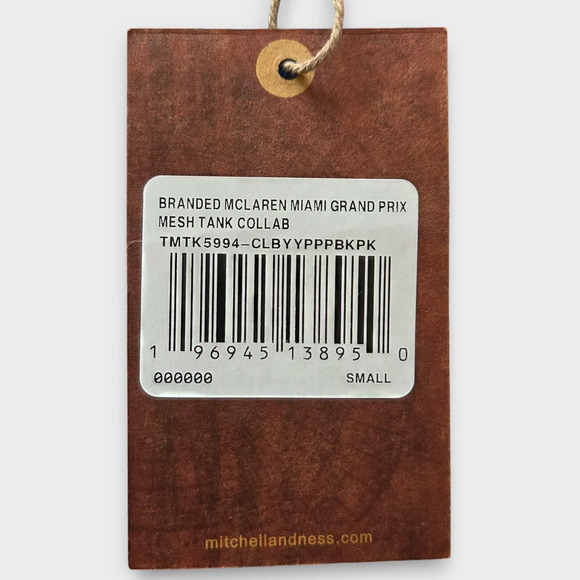 BRANDED MCLAREN MIAMI GRAND PRIX
MESH TANK COLLAB
TMTK5994-CLBYYPPPBKPK
1 96945 13895 0
000000 SMALL
mitchellandness.com